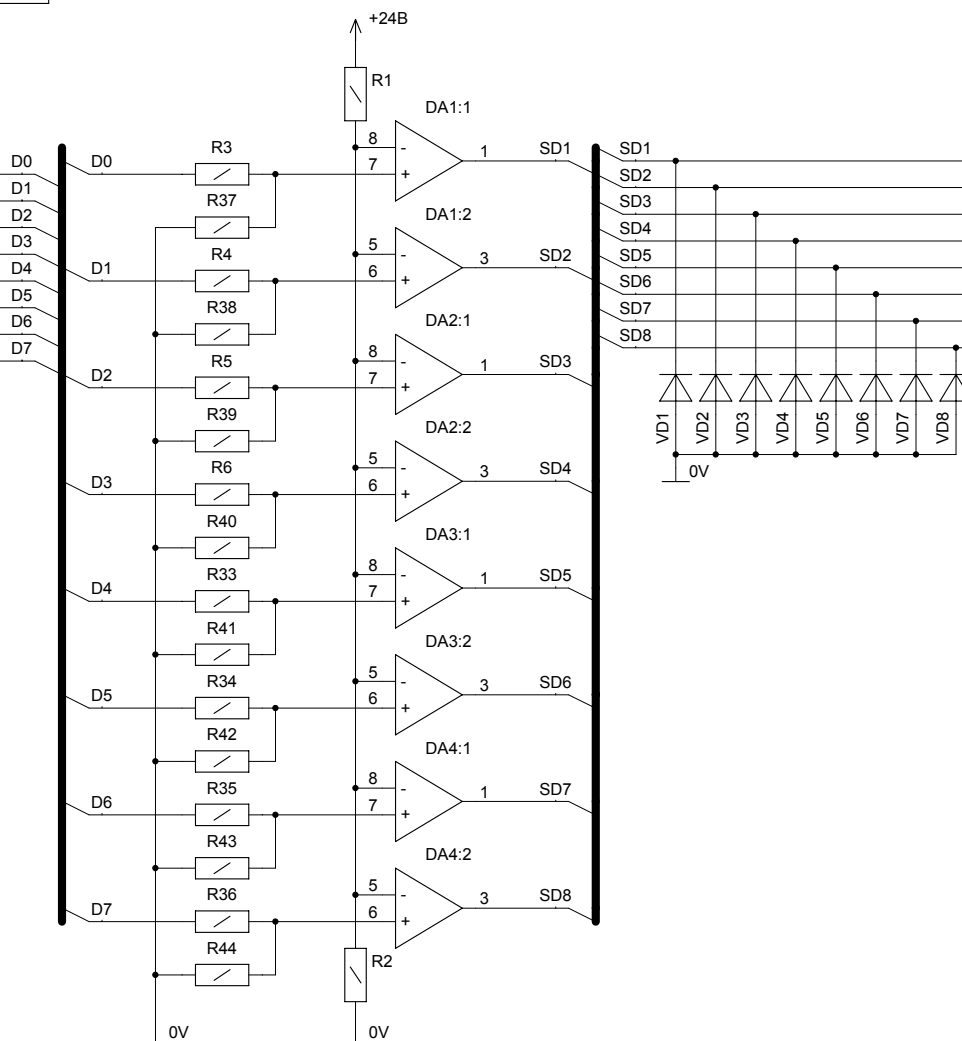 +24В
R1
DA1:1
D0 D0 R3 8 - 1 SD1 SD1
7 +
D1 SD2
D2 R37 DA1:2 SD3
D3 5 - SD4
D4 D1 R4 6 + 3 SD2 SD5
D5 SD6
D6 R38 DA2:1 SD7
D7 8 - SD8
D2 R5 7 + 1 SD3
VD1 VD2 VD3 VD4 VD5 VD6 VD7 VD8
R39 DA2:2
0V
D3 R6 5 - 3 SD4
6 +
R40 DA3:1
D4 R33 8 - 1 SD5
7 +
R41 DA3:2
D5 R34 5 - 3 SD6
6 +
R42 DA4:1
D6 R35 8 - 1 SD7
7 +
R43 DA4:2
D7 R36 5 - 3 SD8
6 +
R44 R2
0V 0V